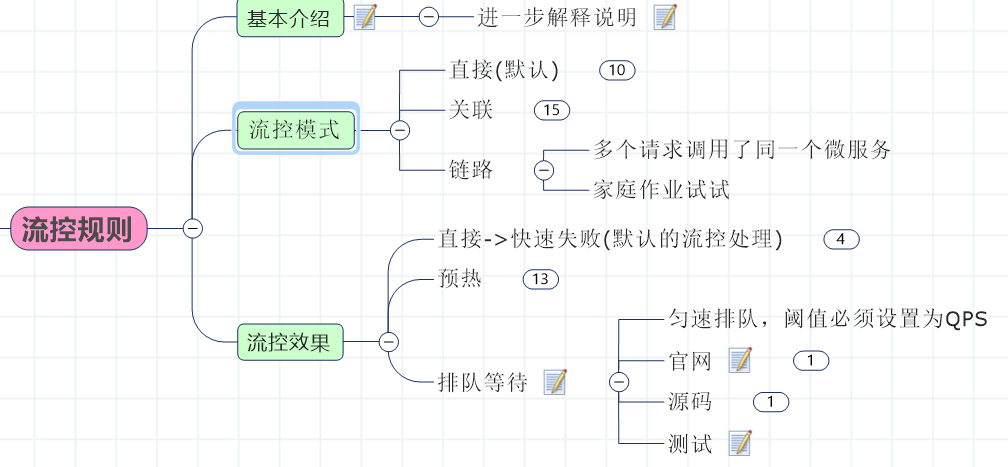 基本介绍
进一步解释说明
直接(默认)
10
关联
15
流控模式
链路
多个请求调用了同一个微服务
家庭作业试试
流控规则
直接->快速失败(默认的流控处理)
4
预热
13
流控效果
排队等待
匀速排队，阈值必须设置为QPS
官网
1
源码
1
测试